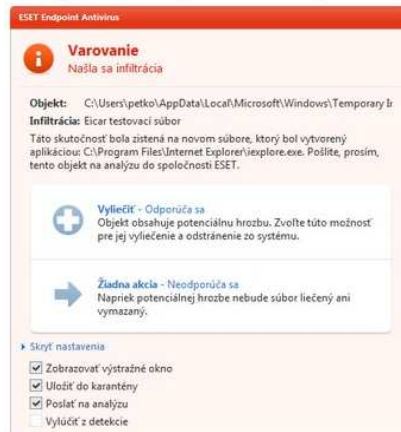 ESET Endpoint Antivirus
Varovanie
Našla sa infiltrácia
Objekt: C:\Users\petko\AppData\Local\Microsoft\Windows\Temporary
Infiltrácia: Eicar testovací súbor
Táto skutočnosť bola zistená na novom súbore, ktorý bol vytvorený
aplikáciou: C:\Program Files\Internet Explorer\iexplore.exe. Pošlite, prosím,
tento objekt na analýzu do spoločnosti ESET.
Vyliečiť - Odporúča sa
Objekt obsahuje potenciálnu hrozbu. Zvoľte túto možnosť
pre jej vyliečenie a odstránenie zo systému.
Žiadna akcia - Neodporúča sa
Napriek potenciálnej hrozbe nebude súbor liečený ani
vymazaný.
Skryť nastavenia
Zobrazovať výstražné okno
Uložiť do karantény
Poslať na analýzu
Vylúčiť z detekcie